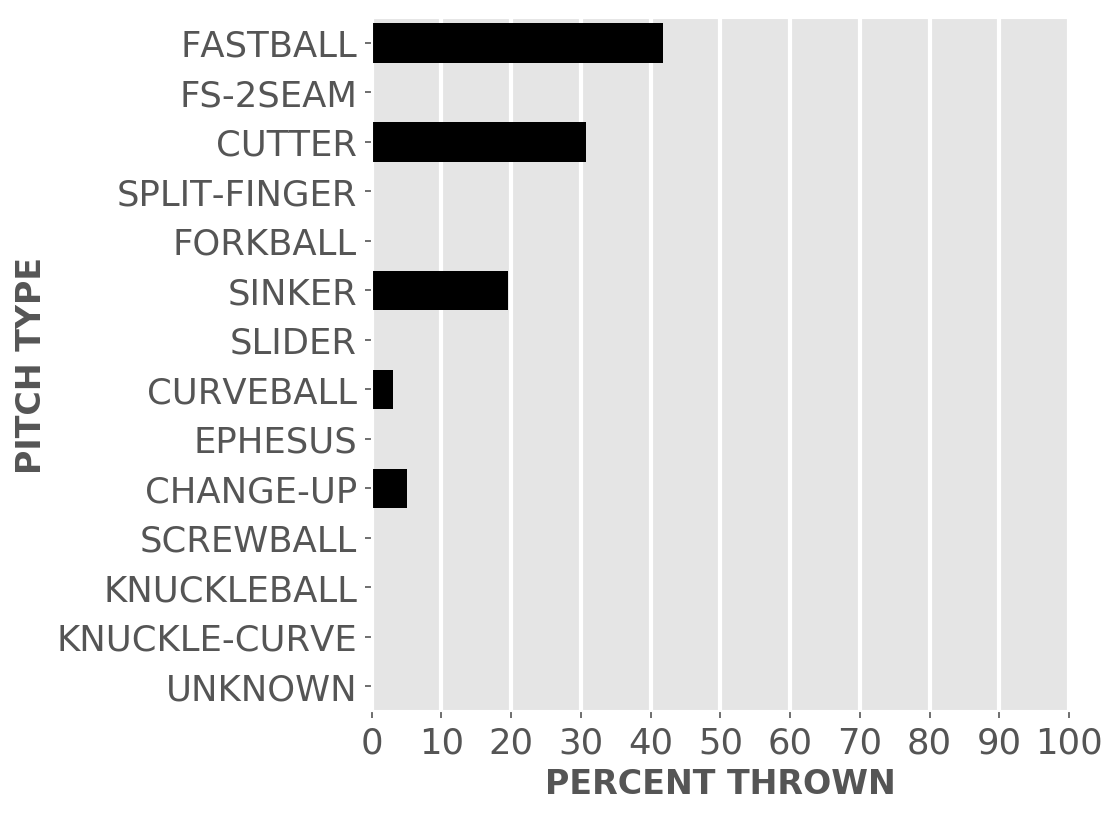 FASTBALL
FS-2SEAM
CUTTER
SPLIT-FINGER
FORKBALL
SINKER
SLIDER
CURVEBALL
EPHESUS
CHANGE-UP
SCREWBALL
KNUCKLEBALL
KNUCKLE-CURVE
UNKNOWN
PITCH TYPE
0 10 20 30 40 50 60 70 80 90 100
PERCENT THROWN